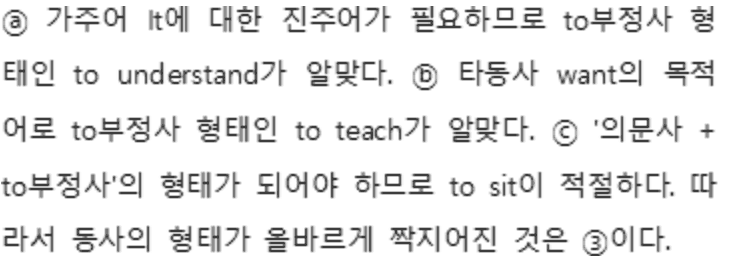 ⓐ 가주어 It에 대한 진주어가 필요하므로 to부정사 형
태인 to understand가 알맞다. ⓑ 타동사 want의 목적
어로 to부정사 형태인 to teach가 알맞다. ⓒ '의문사 +
to부정사'의 형태가 되어야 하므로 to sit이 적절하다. 따
라서 동사의 형태가 올바르게 짝지어진 것은 ③이다.